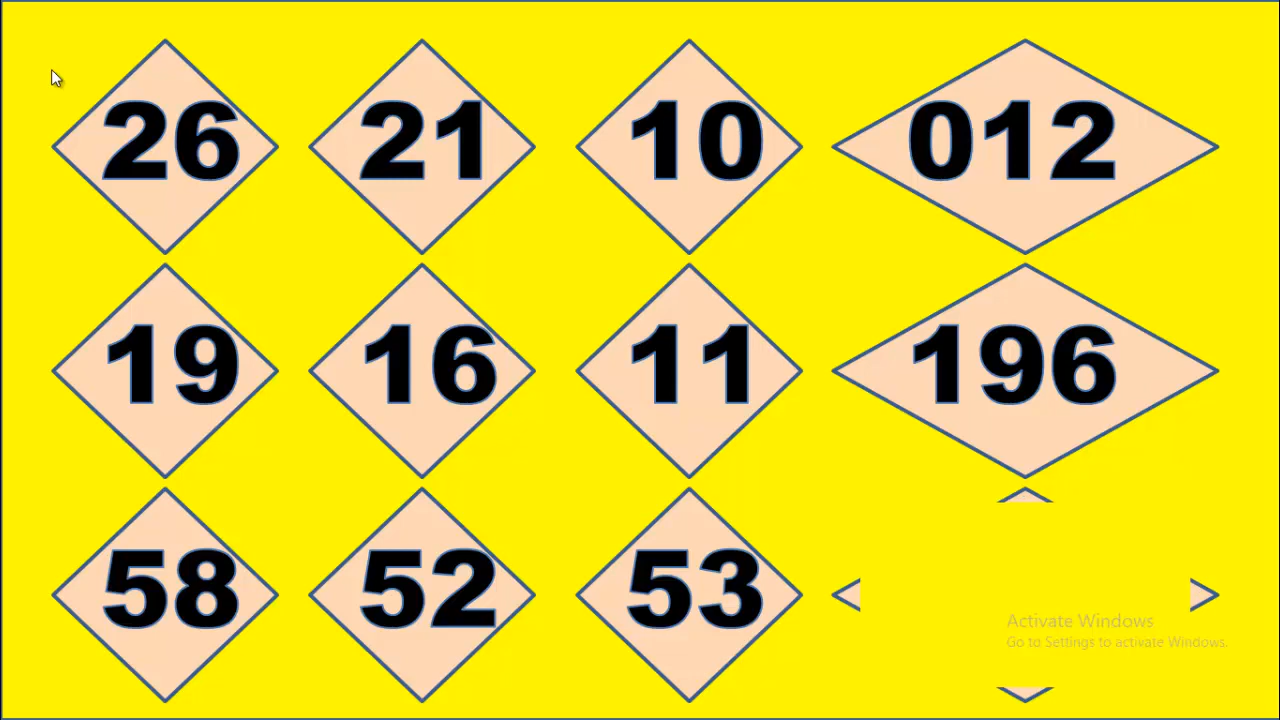 26 21 10 012
19 16 11 196
58 52 53
Activate Windows
Go to Settings to activate Windows.